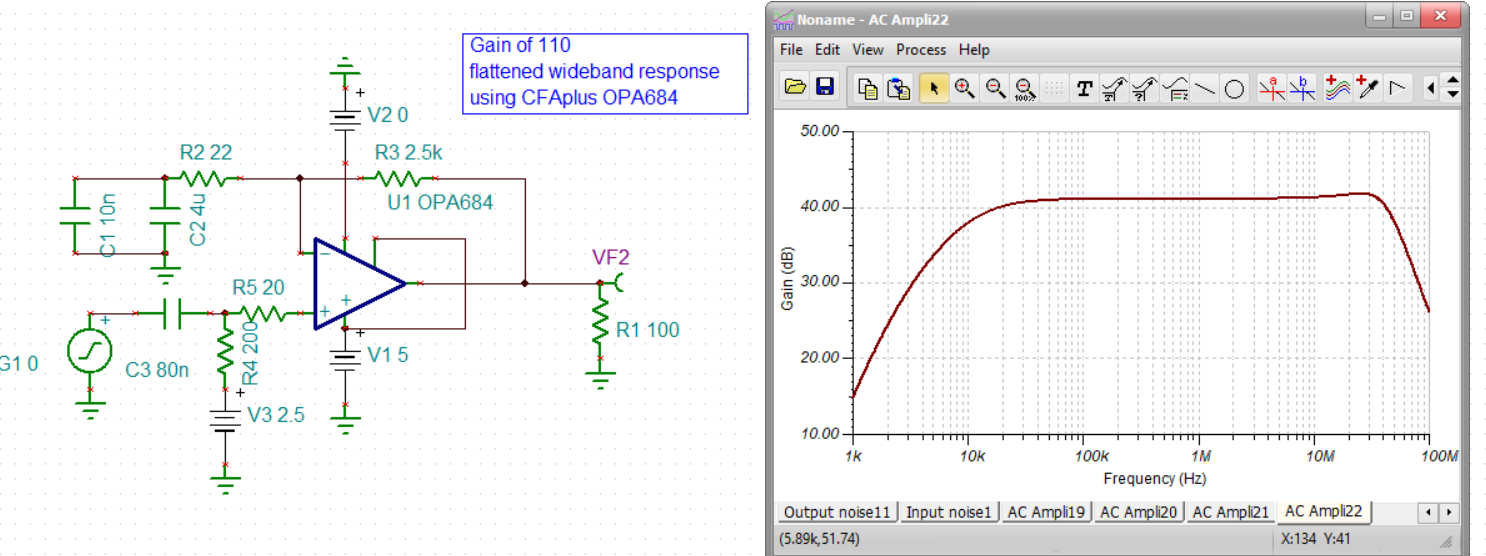 Gain of 110
flattened wideband response
using CFAplus OPA684
V2 0
R2 22
R3 2.5k
U1 OPA684
C1 10n
C2 4u
VF2
R5 20
R1 100
G1 0
C3 80n
R4 200
V1 5
V3 2.5
Noname - AC Ampli22
File Edit View Process Help
50.00
40.00
30.00
20.00
10.00
Gain (dB)
1k 10k 100k 1M 10M 100M
Frequency (Hz)
Output noise11 Input noise1 AC Ampli19 AC Ampli20 AC Ampli21 AC Ampli22
(5.89k,51.74) X:134 Y:41